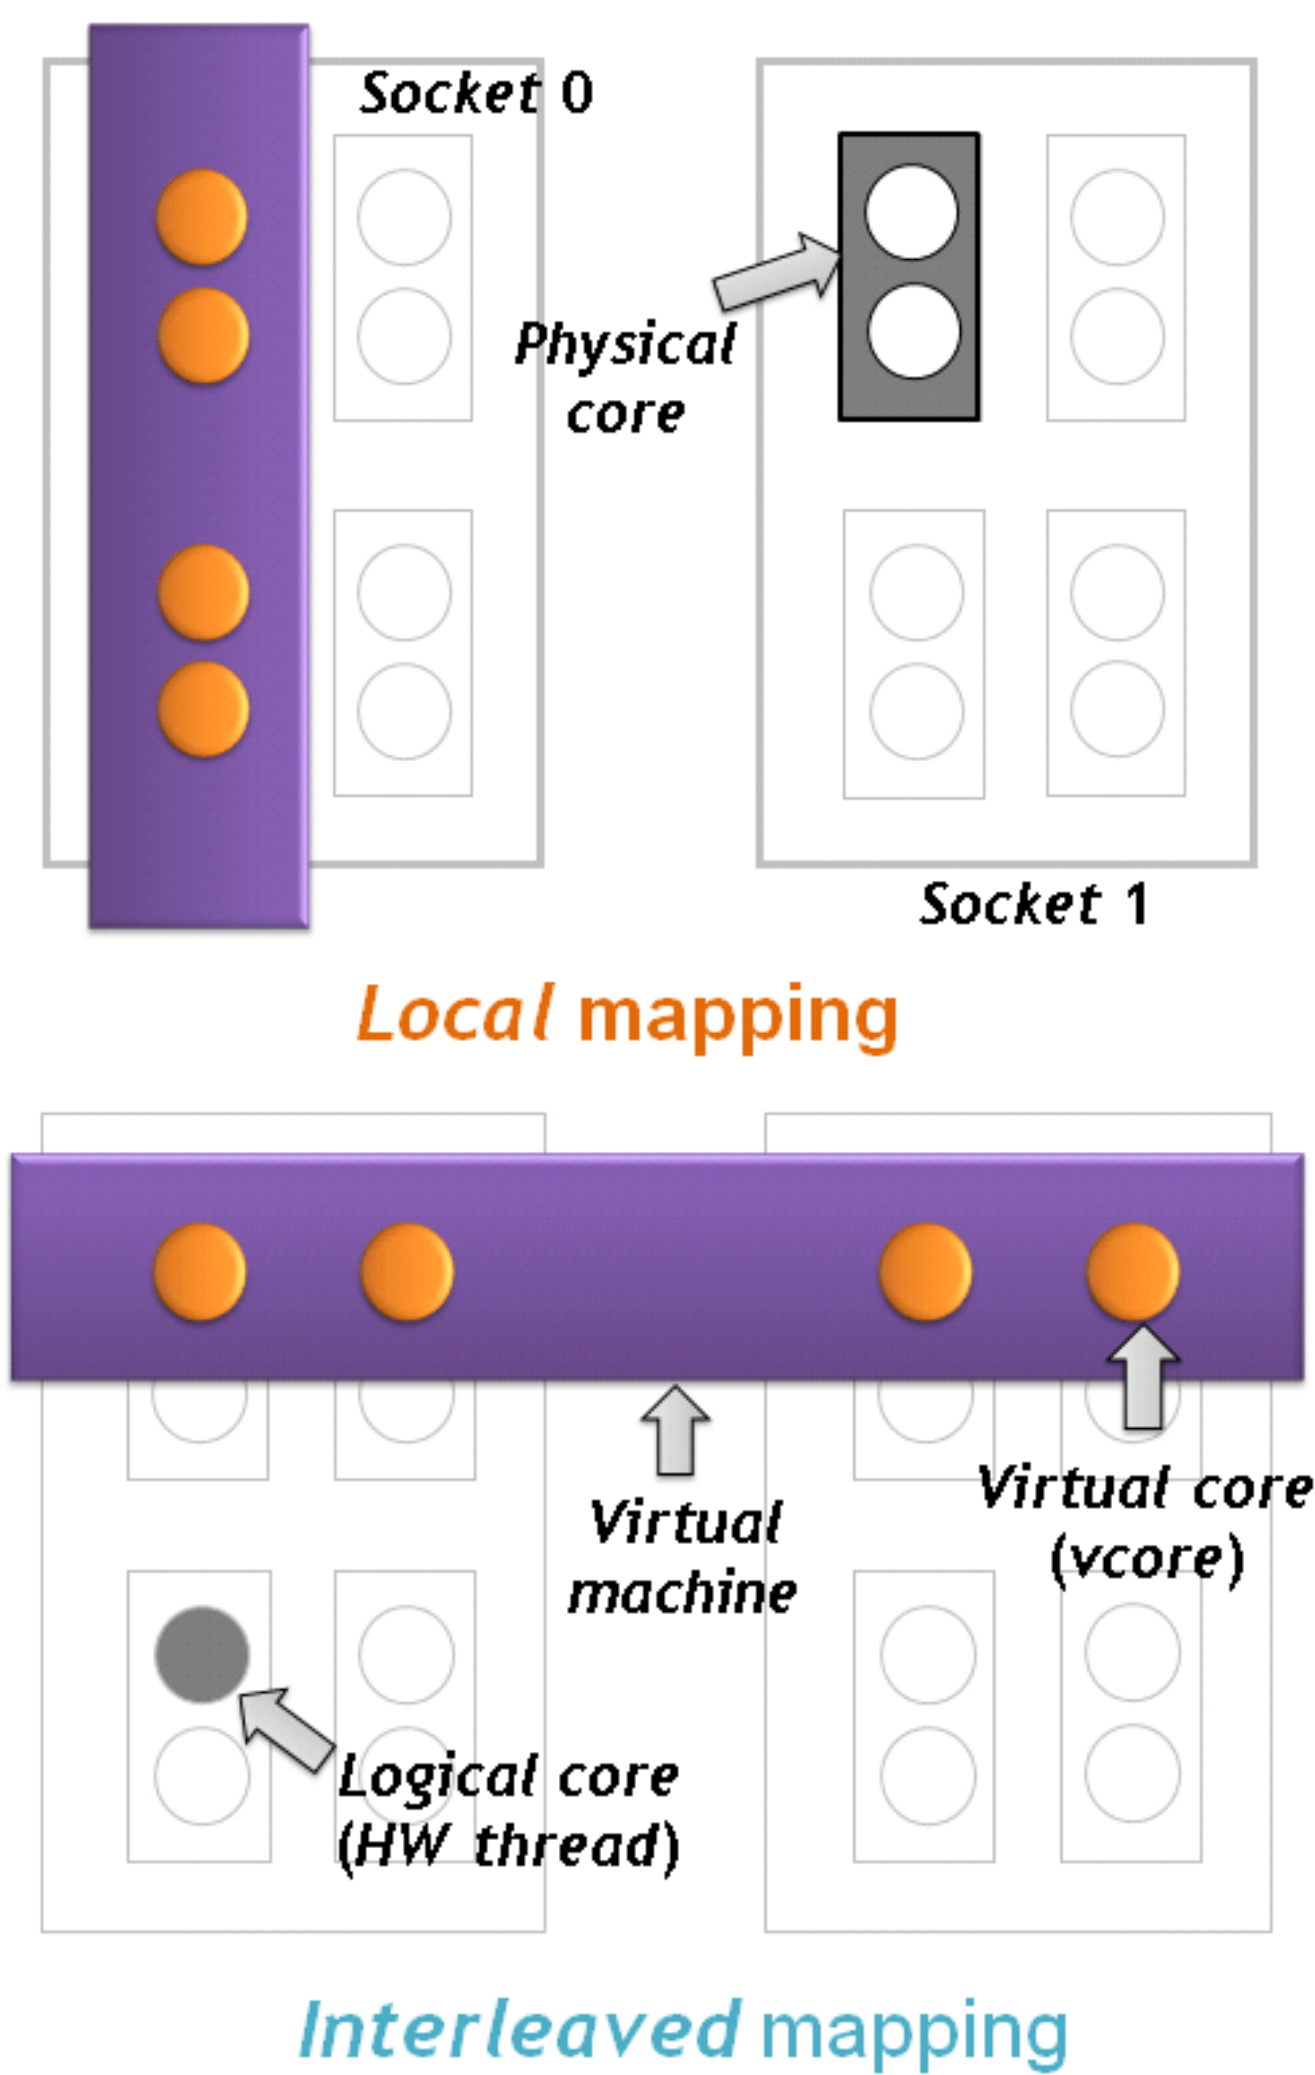 Socket 0
Physical
core
Socket 1
Local mapping
Virtual
machine
Virtual core
(vcore)
Logical core
(HW thread)
Interleaved mapping